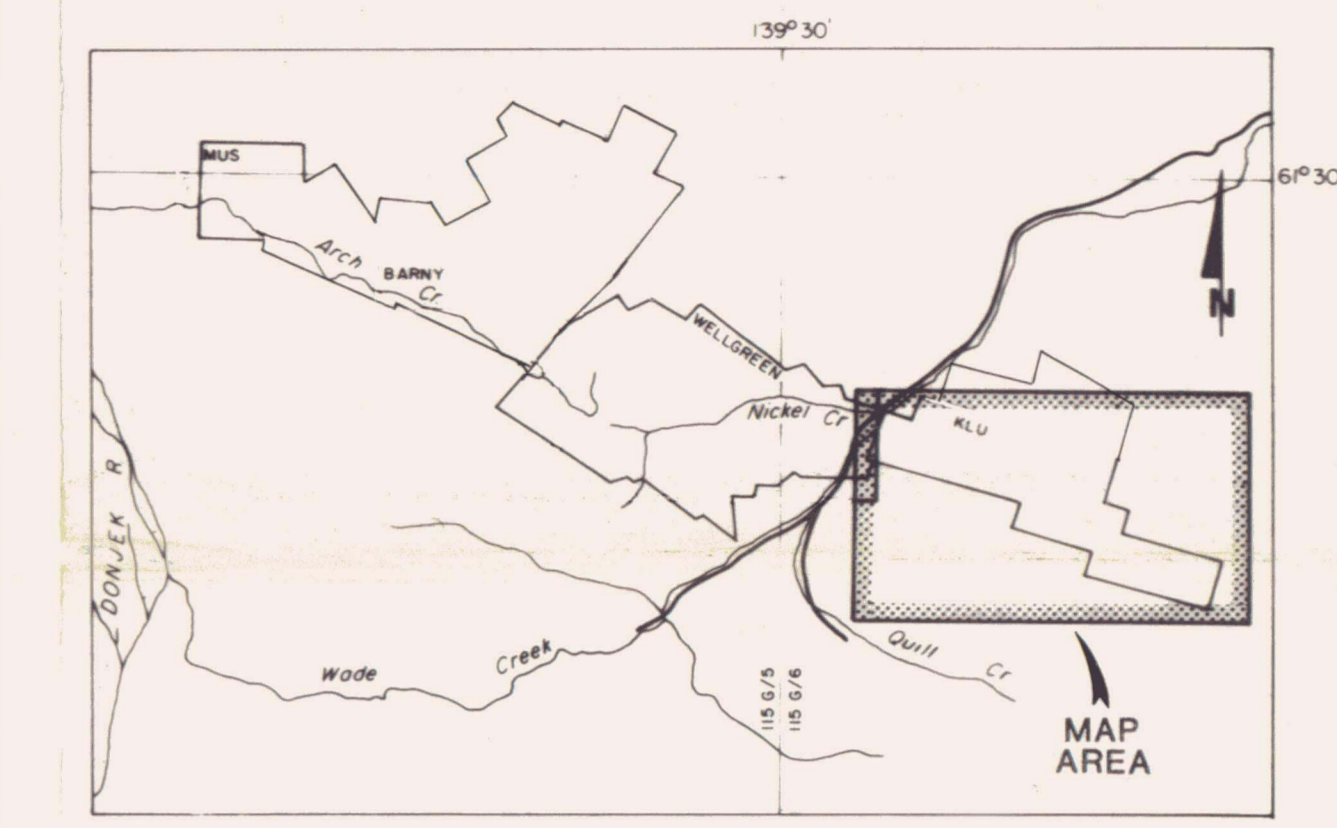 139°30'
MUS
61°30
Arch
BARNY
Cr.
N
WELLGREEN
Nickel Cr
KLU
DONJEK R
Wade
Creek
Quill Cr
115 G/5
115 G/6
MAP
AREA